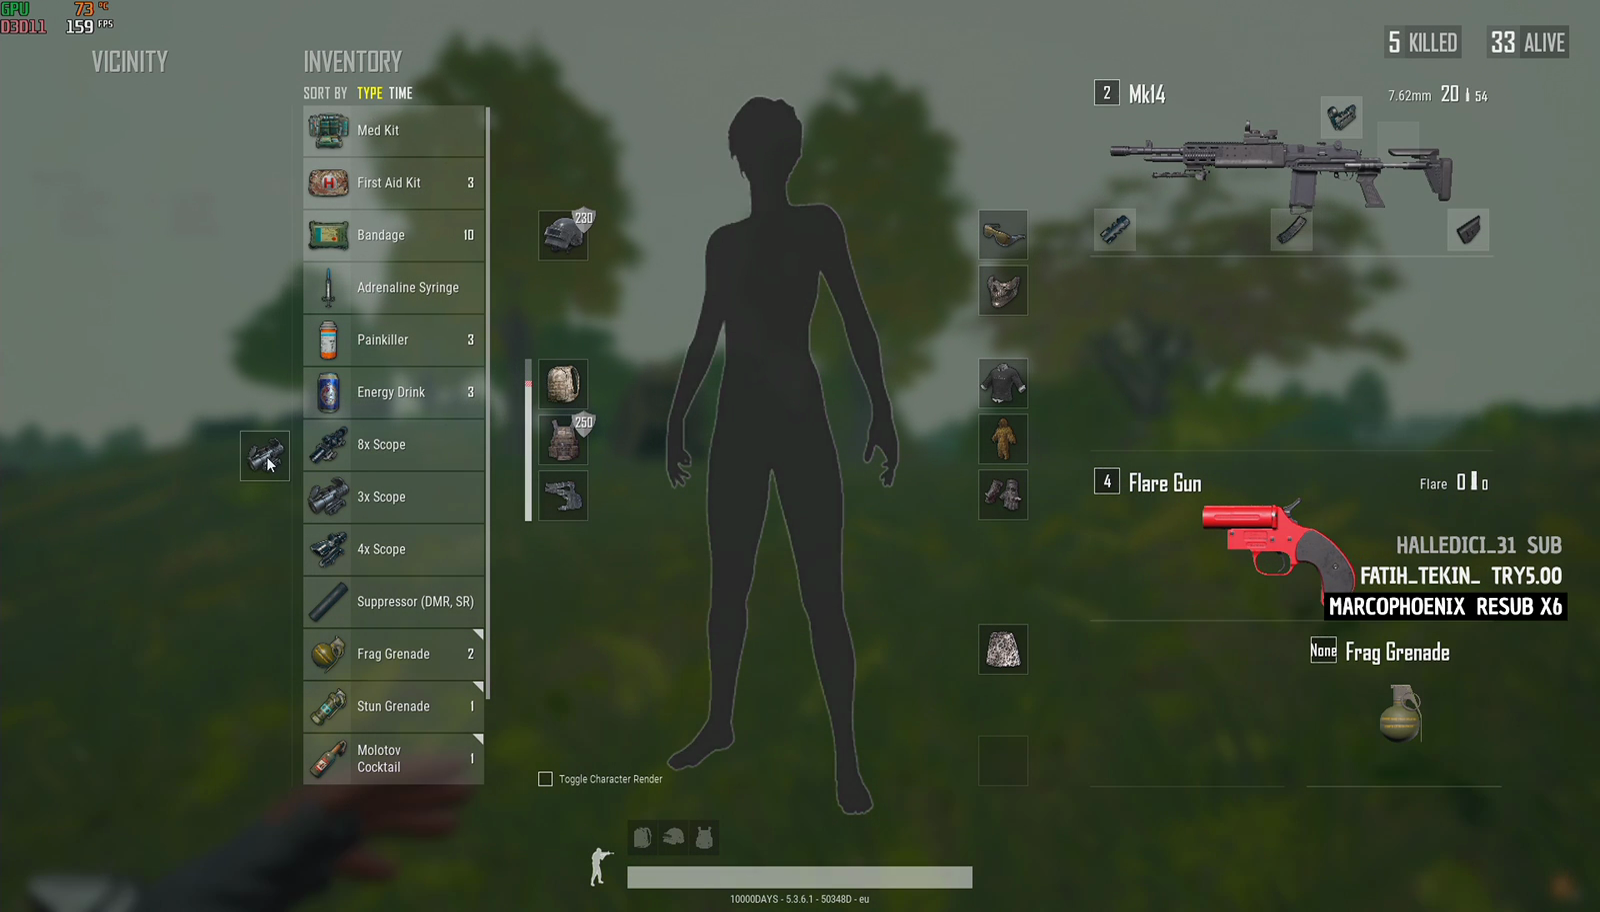 GPU 73 °C
D3D11 159 FPS
5 KILLED 33 ALIVE
VICINITY
INVENTORY
SORT BY TYPE TIME
Med Kit
First Aid Kit 3
Bandage 10
Adrenaline Syringe
Painkiller 3
Energy Drink 3
8x Scope
3x Scope
4x Scope
Suppressor (DMR, SR)
Frag Grenade 2
Stun Grenade 1
Molotov
Cocktail 1
230
250
Toggle Character Render
2 Mk14 7.62mm 20 54
4 Flare Gun Flare 0 0
HALLEDICI_31 SUB
FATIH_TEKIN_ TRY5.00
MARCOPHOENIX RESUB X6
None Frag Grenade
10000DAYS - 5.3.6.1 - 50348D - eu